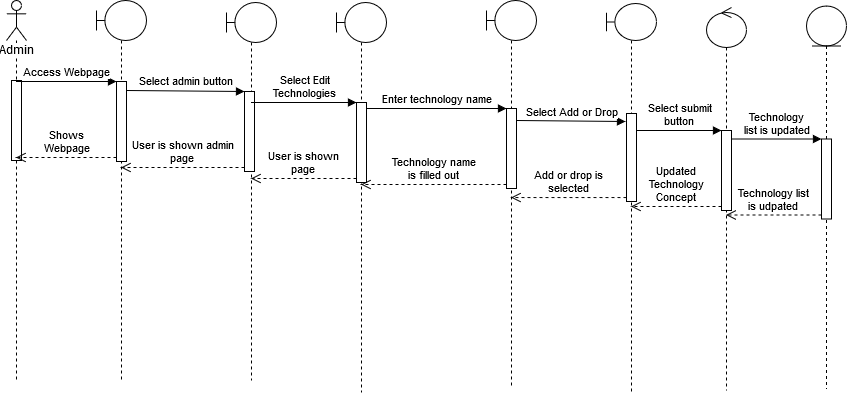 Admin
Access Webpage
Select admin button
Select Edit
Technologies
Enter technology name
Select Add or Drop
Select submit
button
Technology
list is updated
Shows
Webpage
User is shown admin
page
User is shown
page
Technology name
is filled out
Add or drop is
selected
Updated
Technology
Concept
Technology list
is udpated